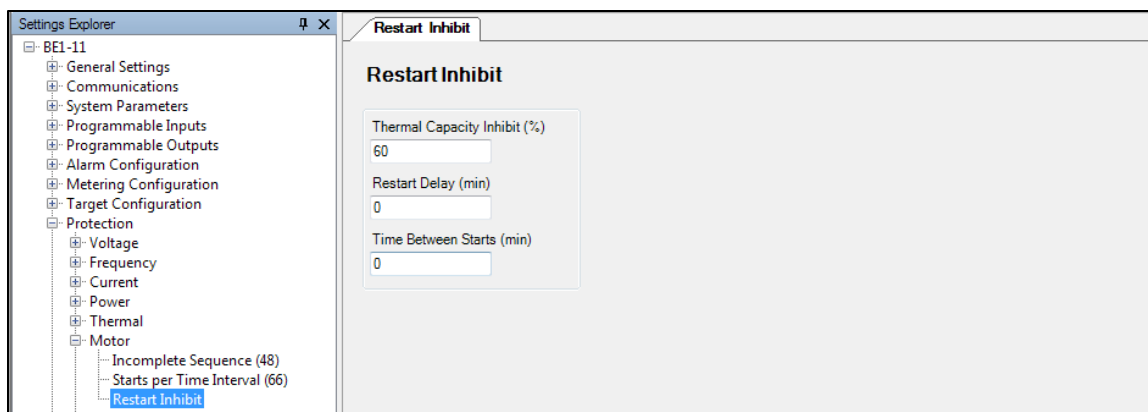 Settings Explorer
BE1-11
General Settings
Communications
System Parameters
Programmable Inputs
Programmable Outputs
Alarm Configuration
Metering Configuration
Target Configuration
Protection
Voltage
Frequency
Current
Power
Thermal
Motor
Incomplete Sequence (48)
Starts per Time Interval (66)
Restart Inhibit
Restart Inhibit
Restart Inhibit
Thermal Capacity Inhibit (%)
60
Restart Delay (min)
0
Time Between Starts (min)
0